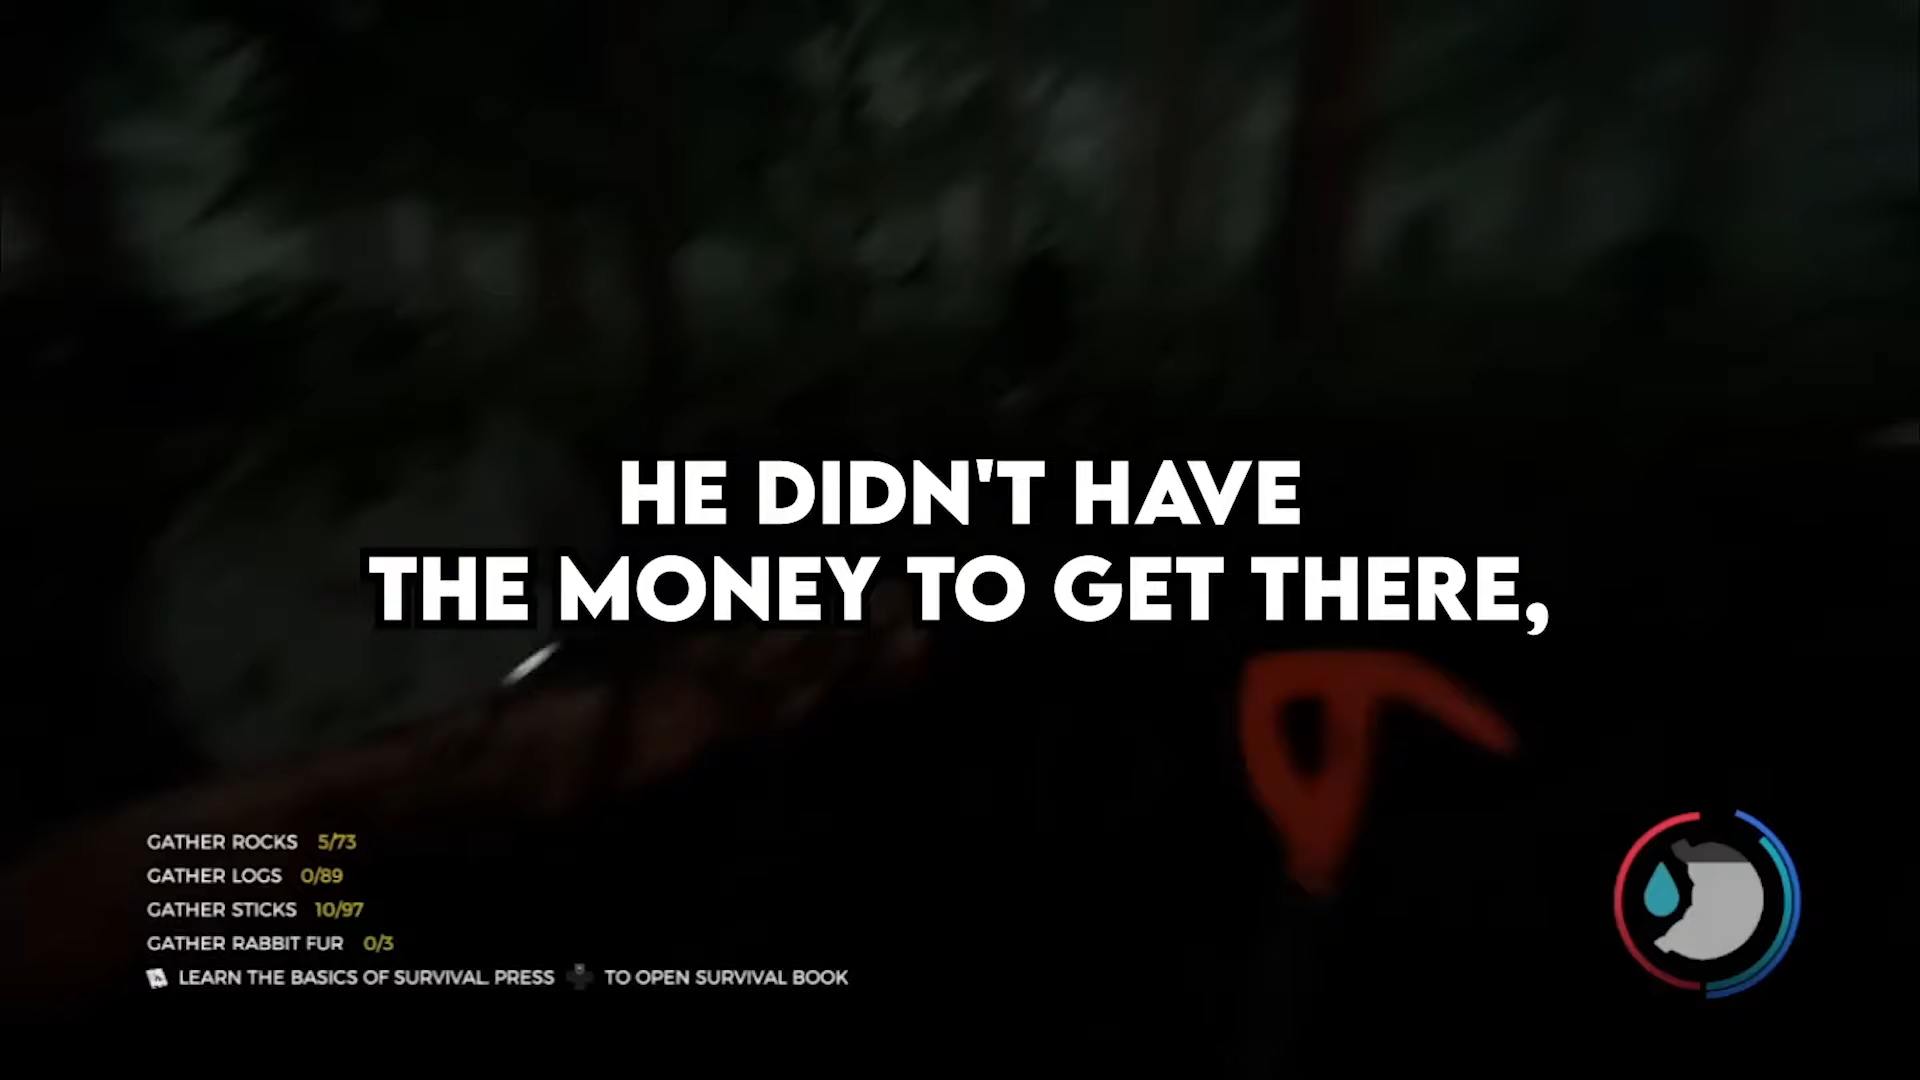 HE DIDN'T HAVE
THE MONEY TO GET THERE,
GATHER ROCKS 5/73
GATHER LOGS 0/89
GATHER STICKS 10/97
GATHER RABBIT FUR 0/3
LEARN THE BASICS OF SURVIVAL. PRESS TO OPEN SURVIVAL BOOK